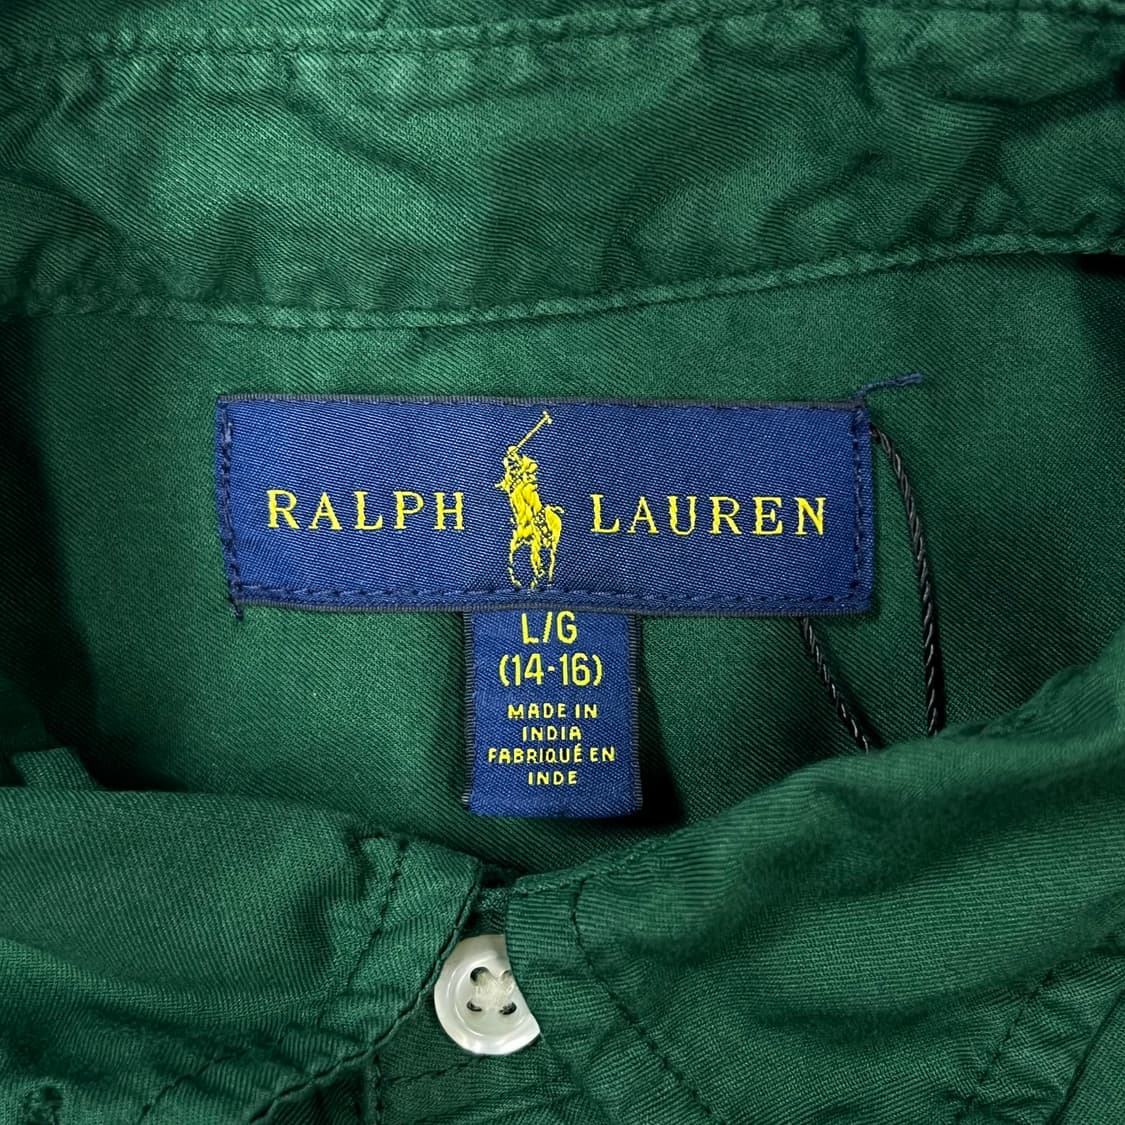 RALPH LAUREN
L/G
(14-16)
MADE IN
INDIA
FABRIQUÉ EN
INDE